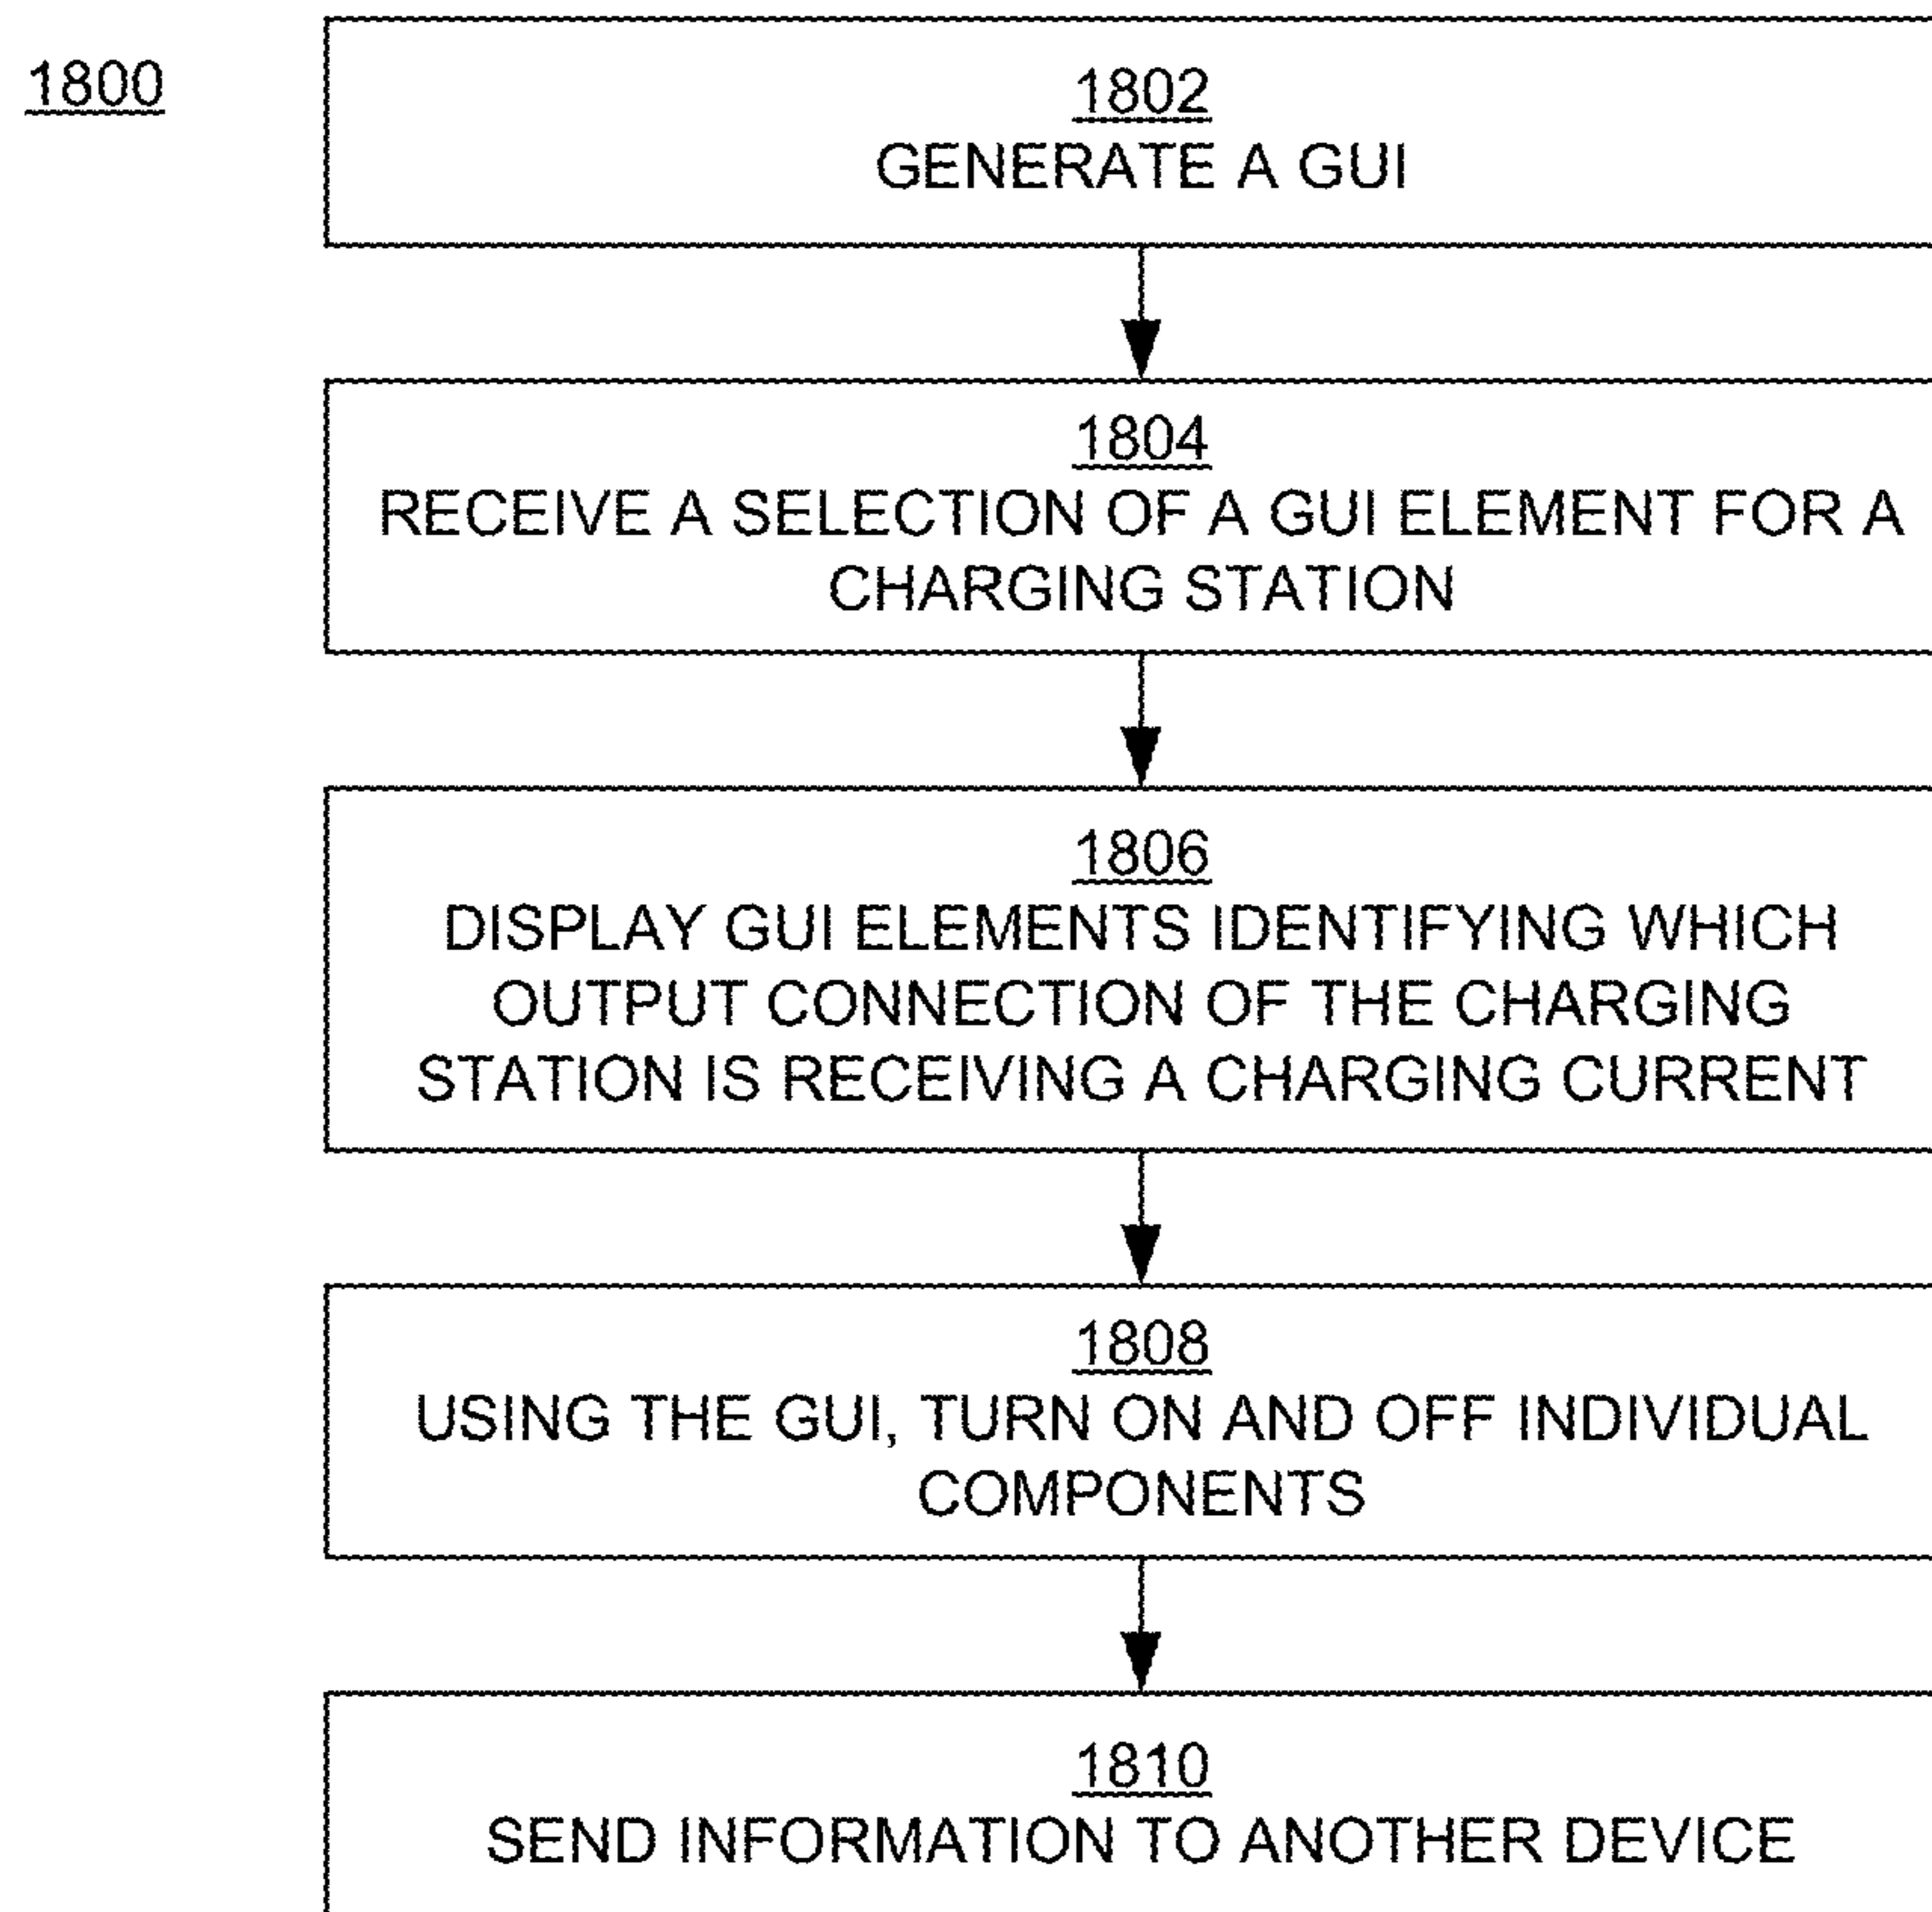 1800
1802
GENERATE A GUI
1804
RECEIVE A SELECTION OF A GUI ELEMENT FOR A
CHARGING STATION
1806
DISPLAY GUI ELEMENTS IDENTIFYING WHICH
OUTPUT CONNECTION OF THE CHARGING
STATION IS RECEIVING A CHARGING CURRENT
1808
USING THE GUI, TURN ON AND OFF INDIVIDUAL
COMPONENTS
1810
SEND INFORMATION TO ANOTHER DEVICE